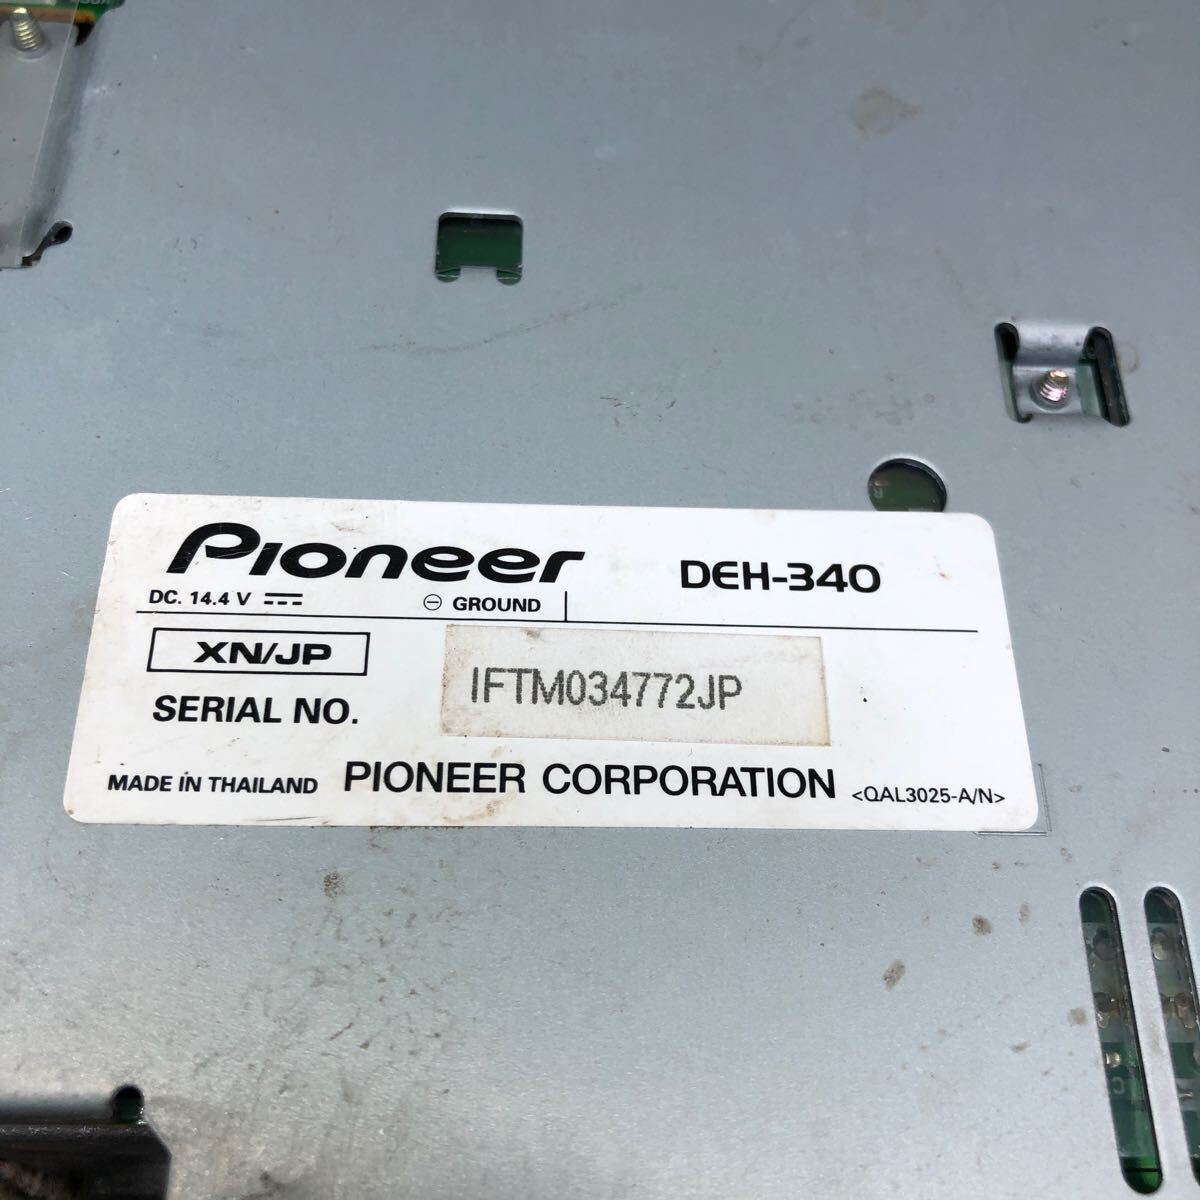 Pioneer DEH-340
DC. 14.4 V ⎓ ⊖ GROUND
XN/JP
SERIAL NO. IFTM034772JP
MADE IN THAILAND PIONEER CORPORATION <QAL3025-A/N>